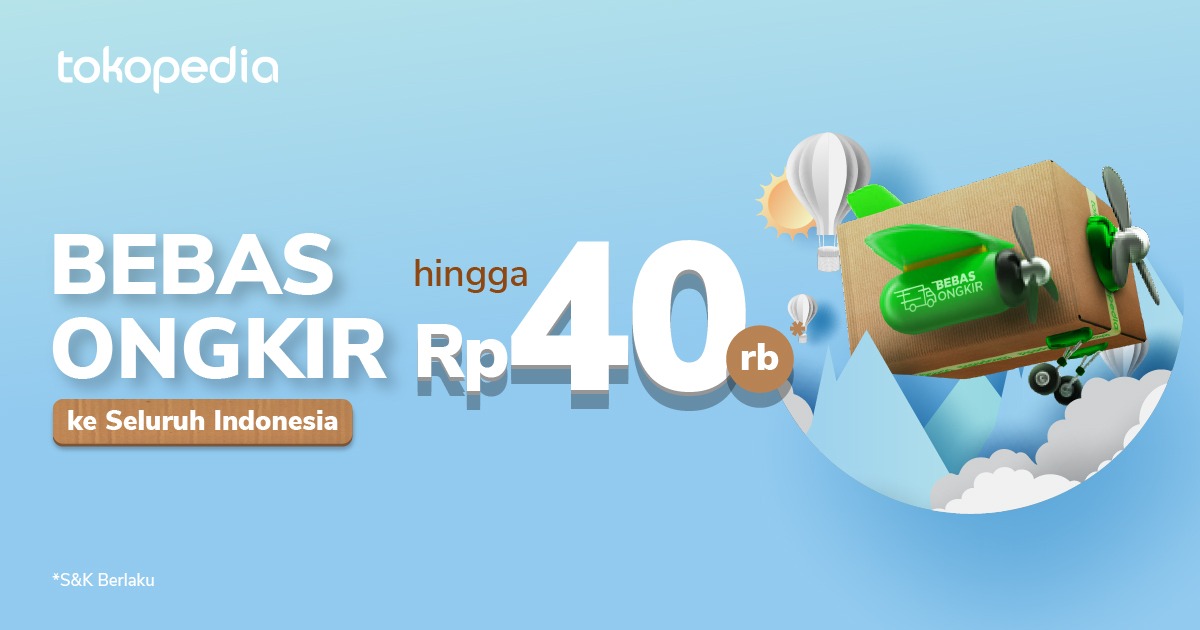 tokopedia
BEBAS
ONGKIR
ke Seluruh Indonesia
hingga
Rp40rb
BEBAS
ONGKIR
*S&K Berlaku